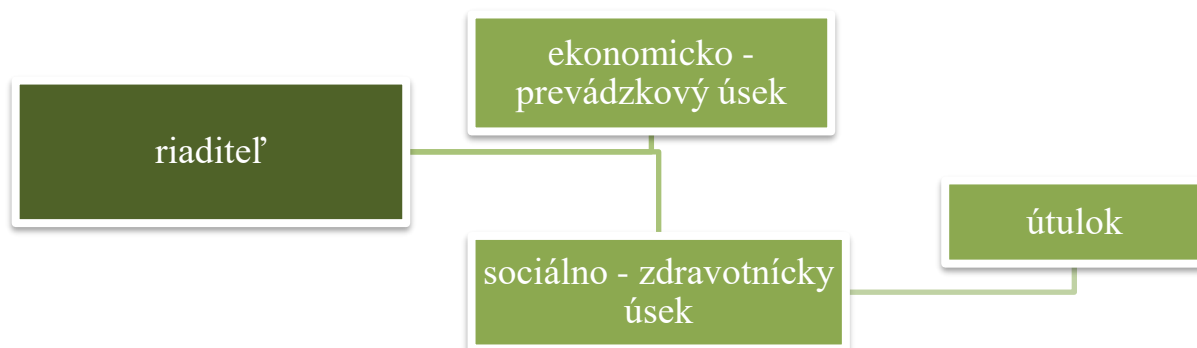 riaditeľ
ekonomicko -
prevádzkový úsek
sociálno - zdravotnícky
úsek
útulok